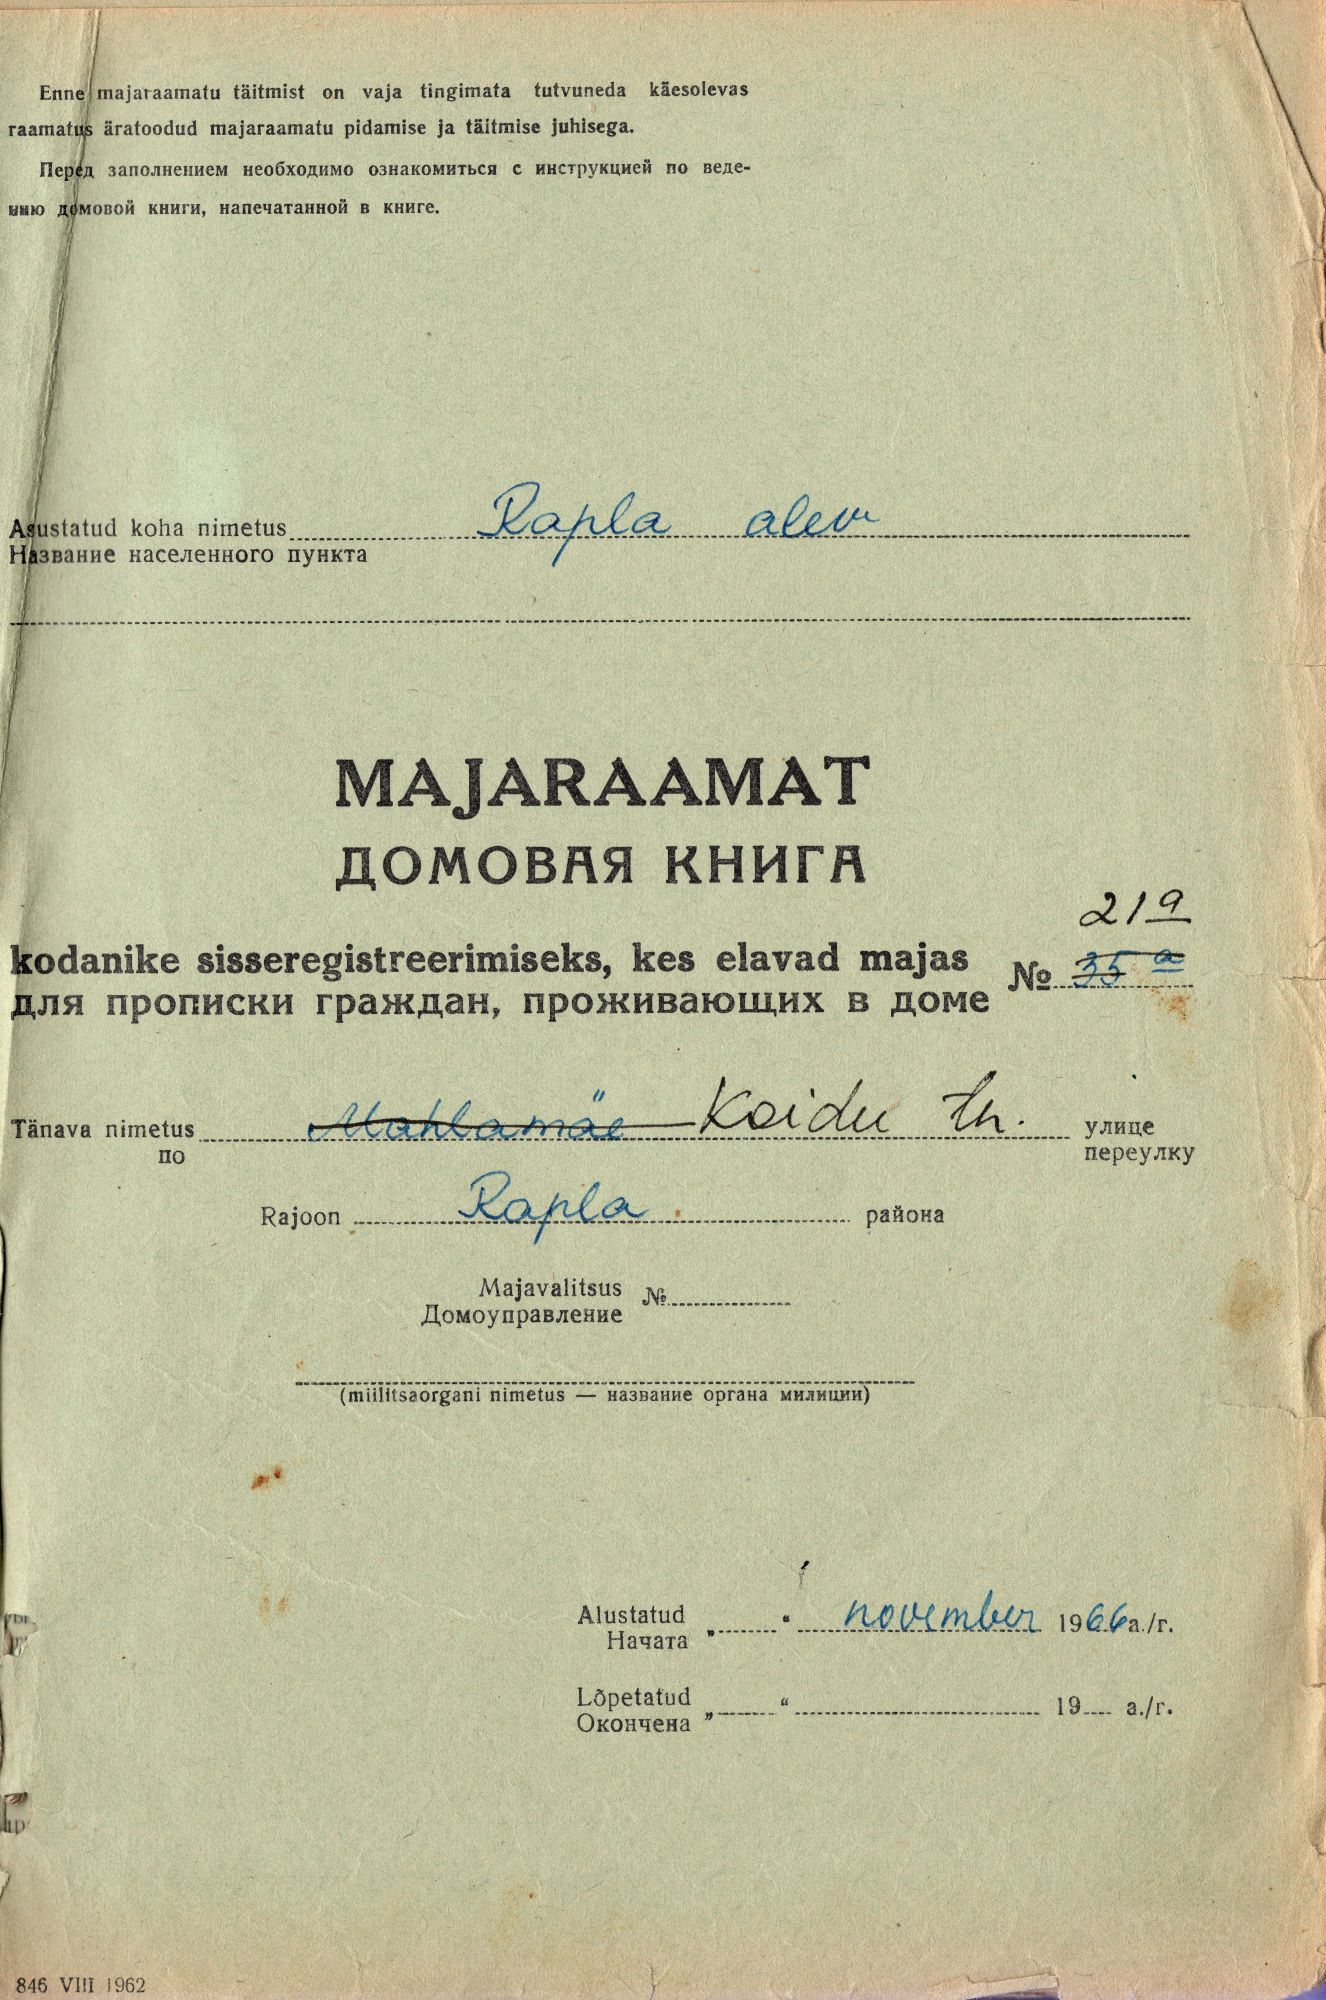 Enne majaraamatu täitmist on vaja tingimata tutvuneda käesolevas
raamatus äratoodud majaraamatu pidamise ja täitmise juhisega.
Перед заполнением необходимо ознакомиться с инструкцией по веде-
нию домовой книги, напечатанной в книге.
Asustatud koha nimetus Rapla alev
Название населенного пункта
MAJARAAMAT
ДОМОВАЯ КНИГА
21a
kodanike sisseregistreerimiseks, kes elavad majas № 35a
для прописки граждан, проживающих в доме
Tänava nimetus Mahlamäe Koidu tn. улице
по переулку
Rajoon Rapla района
Majavalitsus №
Домоуправление
(miilitsaorgani nimetus — название органа милиции)
Alustatud „ “ november 1966 a./г.
Начата
Lõpetatud „ “ 19 a./г.
Окончена
846 VIII 1962